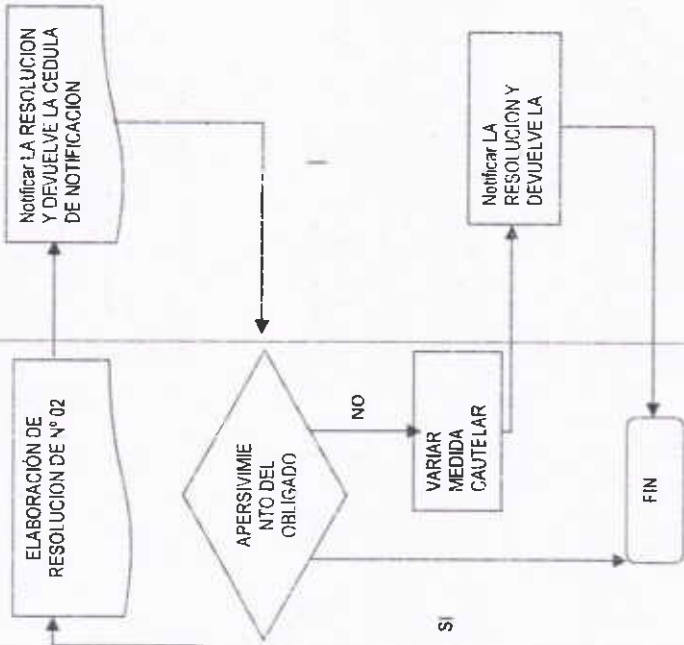 ELABORACIÓN DE
RESOLUCION DE Nº 02
Notificar LA RESOLUCION
Y DEVUELVE LA CEDULA
DE NOTIFICACIÓN
APERSIVIMIE
NTO DEL
OBLIGADO
NO
SI
VARIAR
MEDIDA
CAUTELAR
Notificar LA
RESOLUCION Y
DEVUELVE LA
FIN